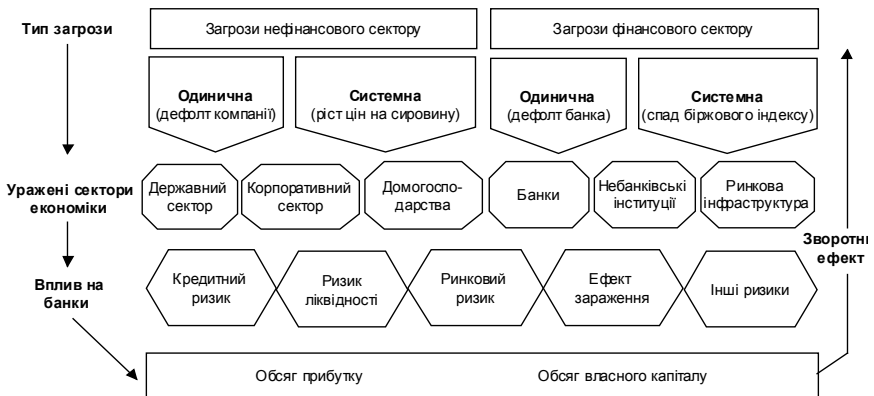 Тип загрози
Загрози нефінансового сектору
Загрози фінансового сектору
Одинична
(дефолт компанії)
Системна
(ріст цін на сировину)
Одинична
(дефолт банка)
Системна
(спад біржового індексу)
Уражені сектори
економіки
Державний
сектор
Корпоративний
сектор
Домогоспо-
дарства
Банки
Небанківські
інституції
Ринкова
інфраструктура
Зворотни
ефект
Вплив на
банки
Кредитний
ризик
Ризик
ліквідності
Ринковий
ризик
Ефект
зараження
Інші ризики
Обсяг прибутку
Обсяг власного капіталу